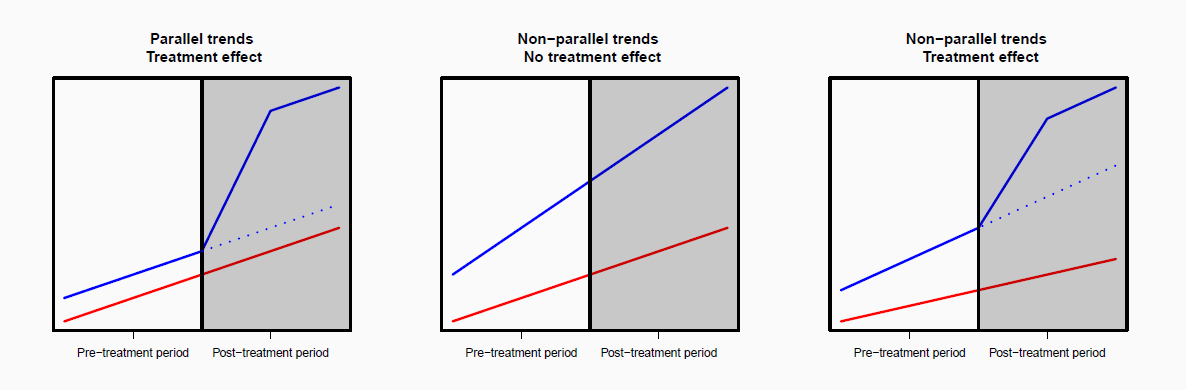 Parallel trends
Treatment effect
Non−parallel trends
No treatment effect
Non−parallel trends
Treatment effect
Pre−treatment period
Post−treatment period
Pre−treatment period
Post−treatment period
Pre−treatment period
Post−treatment period